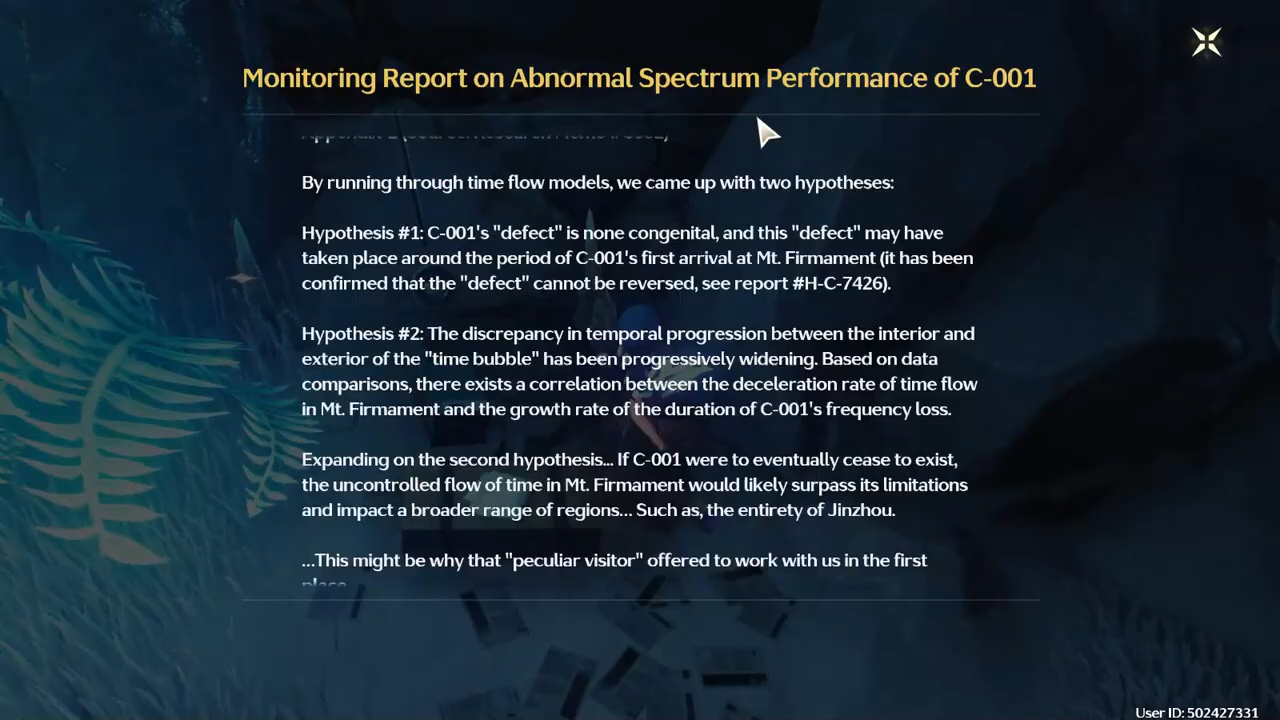 Monitoring Report on Abnormal Spectrum Performance of C-001
By running through time flow models, we came up with two hypotheses:
Hypothesis #1: C-001's "defect" is none congenital, and this "defect" may have
taken place around the period of C-001's first arrival at Mt. Firmament (it has been
confirmed that the "defect" cannot be reversed, see report #H-C-7426).
Hypothesis #2: The discrepancy in temporal progression between the interior and
exterior of the "time bubble" has been progressively widening. Based on data
comparisons, there exists a correlation between the deceleration rate of time flow
in Mt. Firmament and the growth rate of the duration of C-001's frequency loss.
Expanding on the second hypothesis... If C-001 were to eventually cease to exist,
the uncontrolled flow of time in Mt. Firmament would likely surpass its limitations
and impact a broader range of regions... Such as, the entirety of Jinzhou.
...This might be why that "peculiar visitor" offered to work with us in the first
place
User ID: 502427331